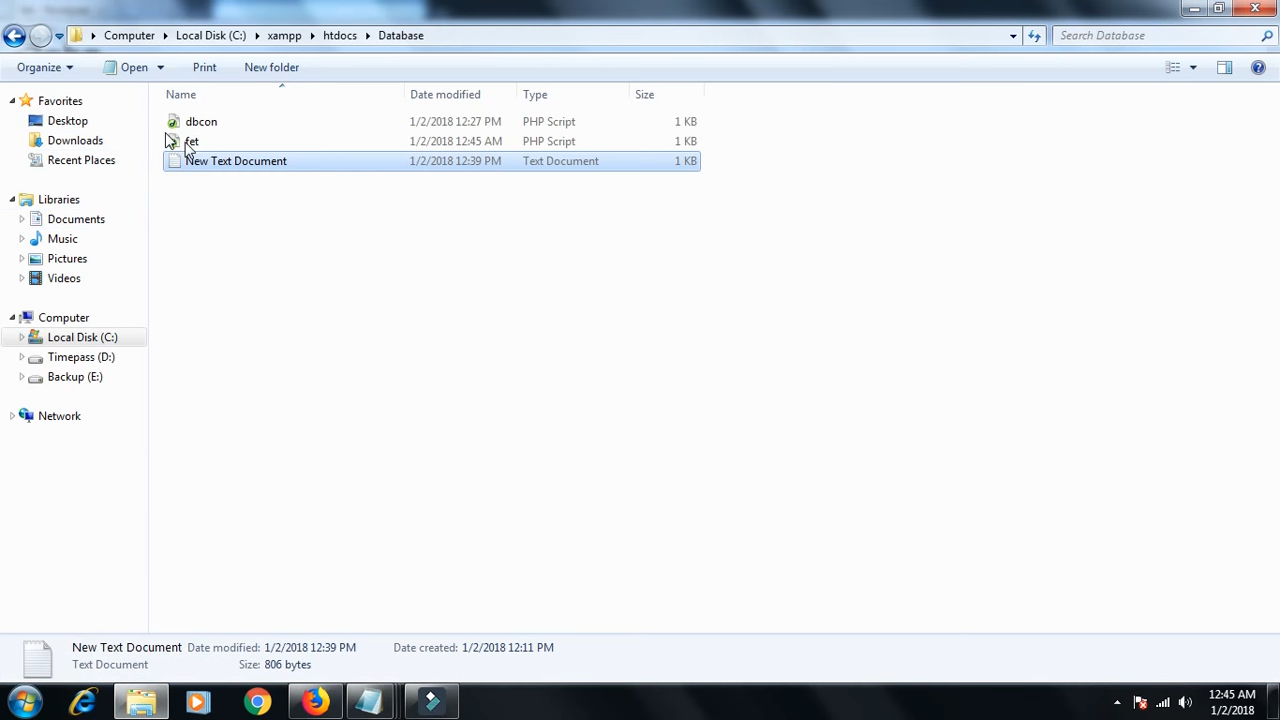 Computer Local Disk (C:) xampp htdocs Database Search Database
Organize Open Print New folder
Name Date modified Type Size
Favorites
Desktop
Downloads
Recent Places
Libraries
Documents
Music
Pictures
Videos
Computer
Local Disk (C:)
Timepass (D:)
Backup (E:)
Network
dbcon 1/2/2018 12:27 PM PHP Script 1 KB
fet 1/2/2018 12:45 AM PHP Script 1 KB
New Text Document 1/2/2018 12:39 PM Text Document 1 KB
New Text Document Date modified: 1/2/2018 12:39 PM Date created: 1/2/2018 12:11 PM
Text Document Size: 806 bytes
12:45 AM
1/2/2018